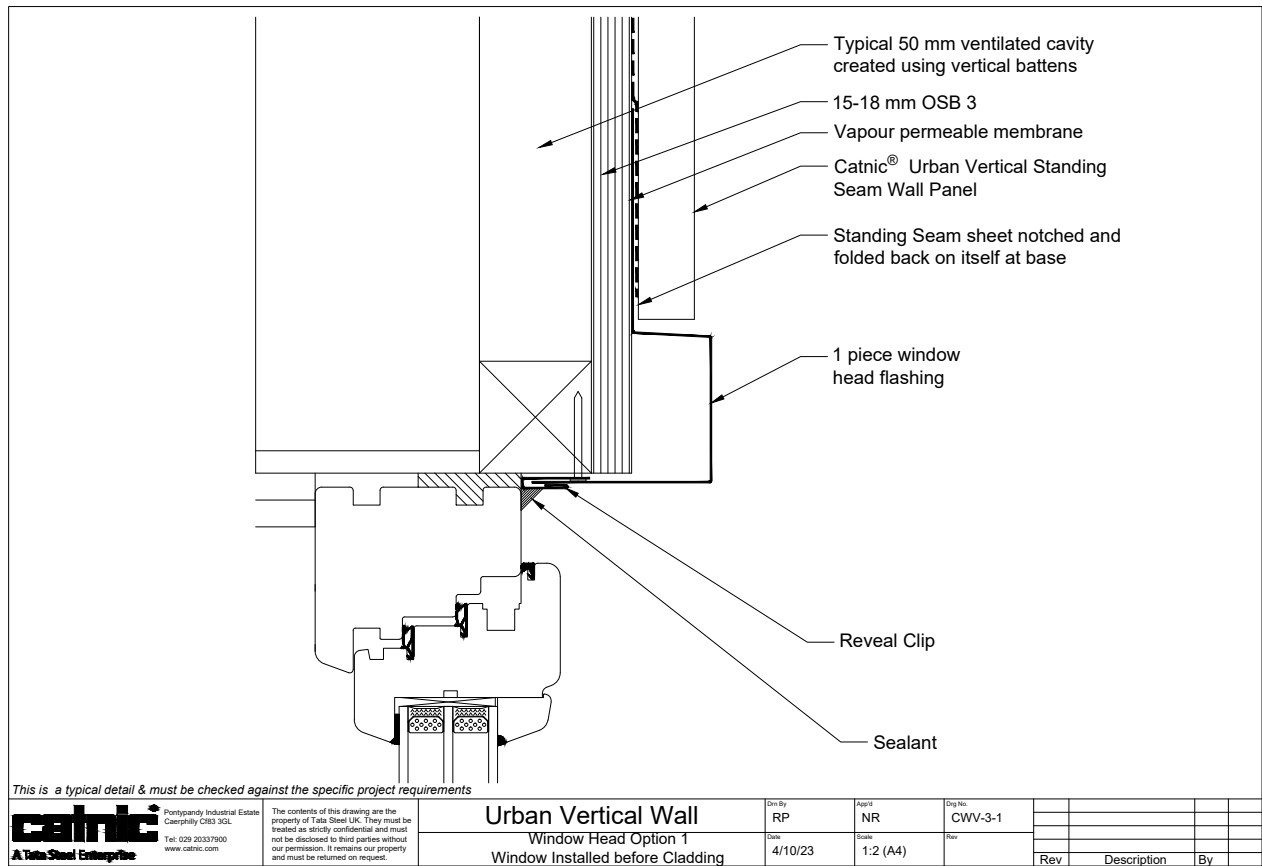 Typical 50 mm ventilated cavity
created using vertical battens
15-18 mm OSB 3
Vapour permeable membrane
Catnic® Urban Vertical Standing
Seam Wall Panel
Standing Seam sheet notched and
folded back on itself at base
1 piece window
head flashing
Reveal Clip
Sealant
This is a typical detail & must be checked against the specific project requirements
catnic
A Tata Steel Enterprise
Pontypandy Industrial Estate
Caerphilly Cf83 3GL
Tel: 029 20337900
www.catnic.com
The contents of this drawing are the
property of Tata Steel UK. They must be
treated as strictly confidential and must
not be disclosed to third parties without
our permission. It remains our property
and must be returned on request.
Urban Vertical Wall
Window Head Option 1
Window Installed before Cladding
Drn By
RP
App'd
NR
Drg No.
CWV-3-1
Date
4/10/23
Scale
1:2 (A4)
Rev
Rev Description By